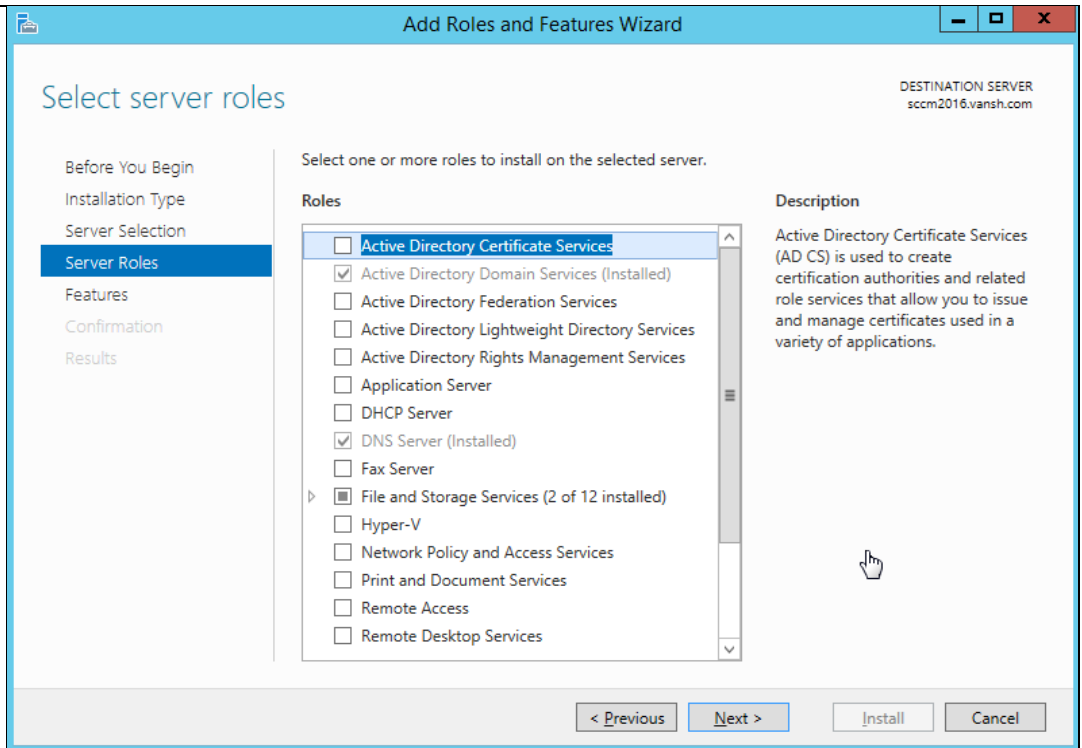 Add Roles and Features Wizard
Select server roles
DESTINATION SERVER
sccm2016.vansh.com
Before You Begin
Installation Type
Server Selection
Server Roles
Features
Confirmation
Results
Select one or more roles to install on the selected server.
Roles
Active Directory Certificate Services
Active Directory Domain Services (Installed)
Active Directory Federation Services
Active Directory Lightweight Directory Services
Active Directory Rights Management Services
Application Server
DHCP Server
DNS Server (Installed)
Fax Server
File and Storage Services (2 of 12 installed)
Hyper-V
Network Policy and Access Services
Print and Document Services
Remote Access
Remote Desktop Services
Description
Active Directory Certificate Services
(AD CS) is used to create
certification authorities and related
role services that allow you to issue
and manage certificates used in a
variety of applications.
< Previous Next > Install Cancel